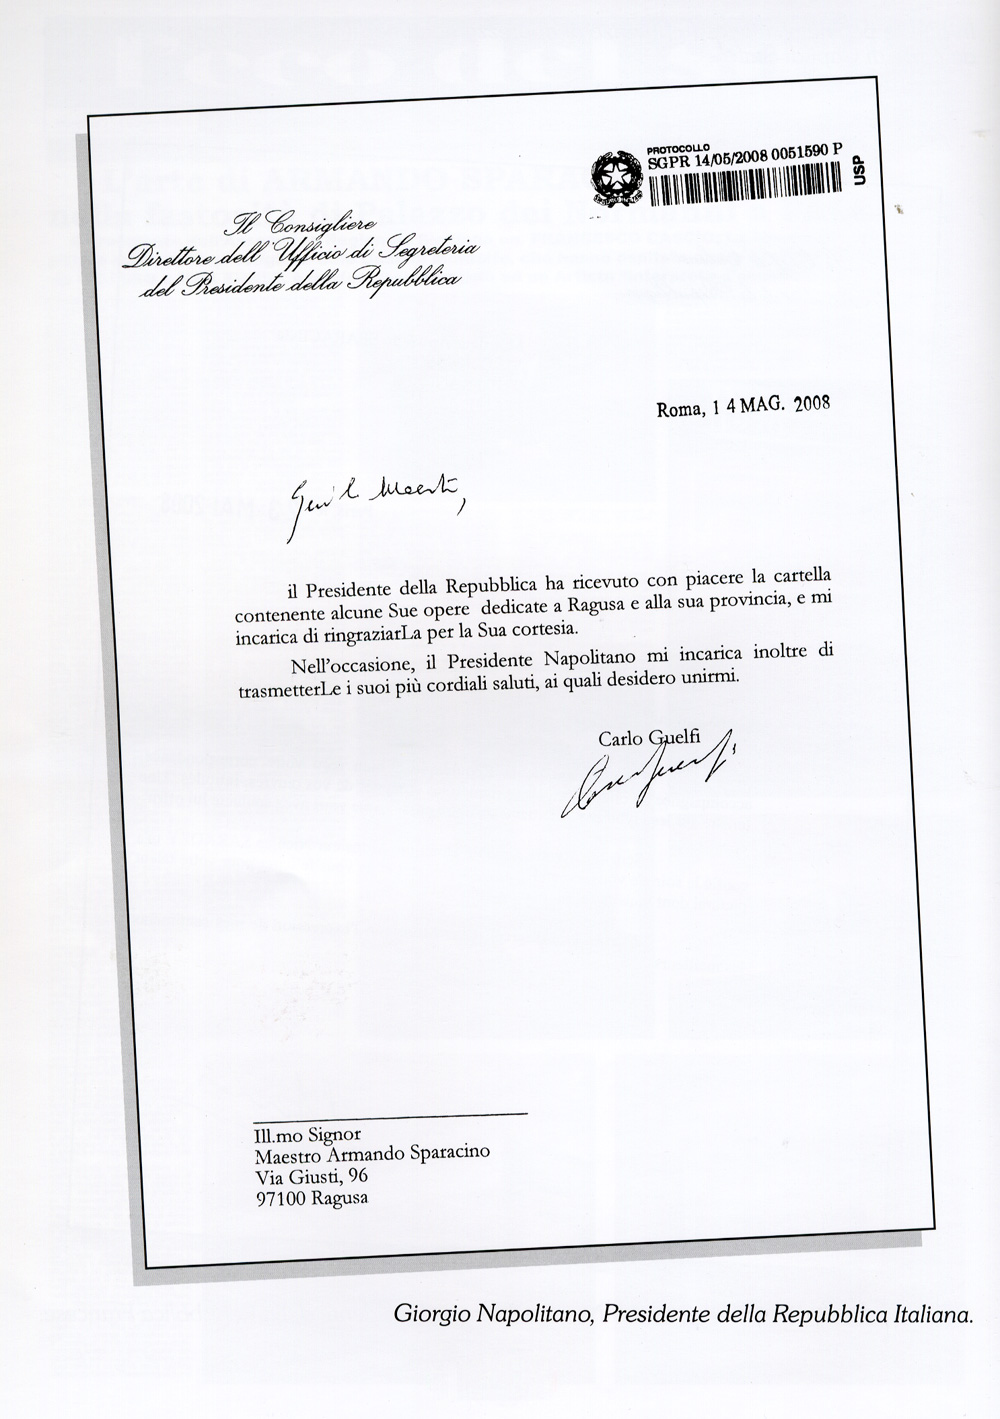 PROTOCOLLO
SGPR 14/05/2008 0051590 P
USP
Il Consigliere
Direttore dell'Ufficio di Segreteria
del Presidente della Repubblica
Roma, 14 MAG. 2008
Gentile Maestro,
il Presidente della Repubblica ha ricevuto con piacere la cartella
contenente alcune Sue opere dedicate a Ragusa e alla sua provincia, e mi
incarica di ringraziarLa per la Sua cortesia.
Nell'occasione, il Presidente Napolitano mi incarica inoltre di
trasmetterLe i suoi più cordiali saluti, ai quali desidero unirmi.
Carlo Guelfi
Ill.mo Signor
Maestro Armando Sparacino
Via Giusti, 96
97100 Ragusa
Giorgio Napolitano, Presidente della Repubblica Italiana.